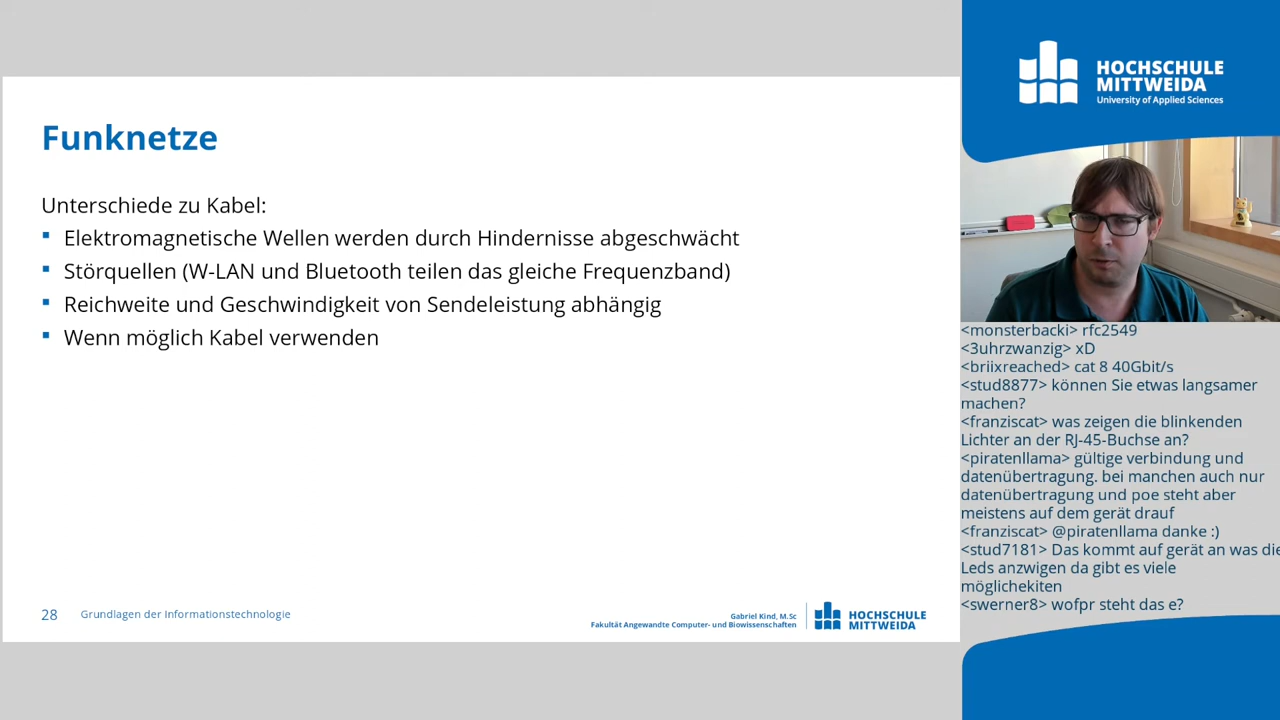 Funknetze
Unterschiede zu Kabel:
Elektromagnetische Wellen werden durch Hindernisse abgeschwächt
Störquellen (W-LAN und Bluetooth teilen das gleiche Frequenzband)
Reichweite und Geschwindigkeit von Sendeleistung abhängig
Wenn möglich Kabel verwenden
28 Grundlagen der Informationstechnologie
Gabriel Kind, M.Sc
Fakultät Angewandte Computer- und Biowissenschaften
HOCHSCHULE
MITTWEIDA
HOCHSCHULE
MITTWEIDA
University of Applied Sciences
<monsterbacki> rfc2549
<3uhrzwanzig> xD
<briixreached> cat 8 40Gbit/s
<stud8877> können Sie etwas langsamer
machen?
<franziscat> was zeigen die blinkenden
Lichter an der RJ-45-Buchse an?
<piratenllama> gültige verbindung und
datenübertragung. bei manchen auch nur
datenübertragung und poe steht aber
meistens auf dem gerät drauf
<franziscat> @piratenllama danke :)
<stud7181> Das kommt auf gerät an was die
Leds anzwigen da gibt es viele
möglichekiten
<swerner8> wofpr steht das e?